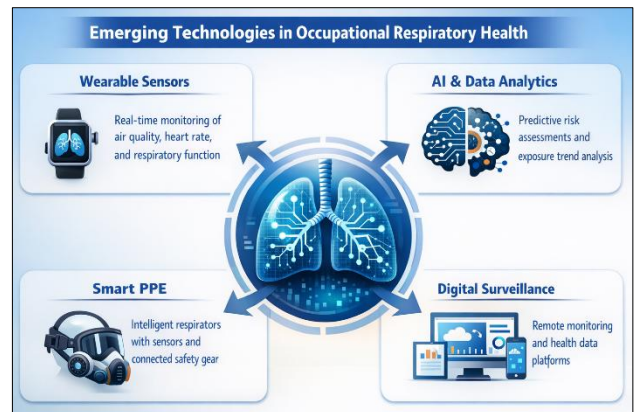 Emerging Technologies in Occupational Respiratory Health
Wearable Sensors
Real-time monitoring of
air quality, heart rate,
and respiratory function
AI & Data Analytics
Predictive risk
assessments and
exposure trend analysis
Smart PPE
Intelligent respirators
with sensors and
connected safety gear
Digital Surveillance
Remote monitoring
and health data
platforms